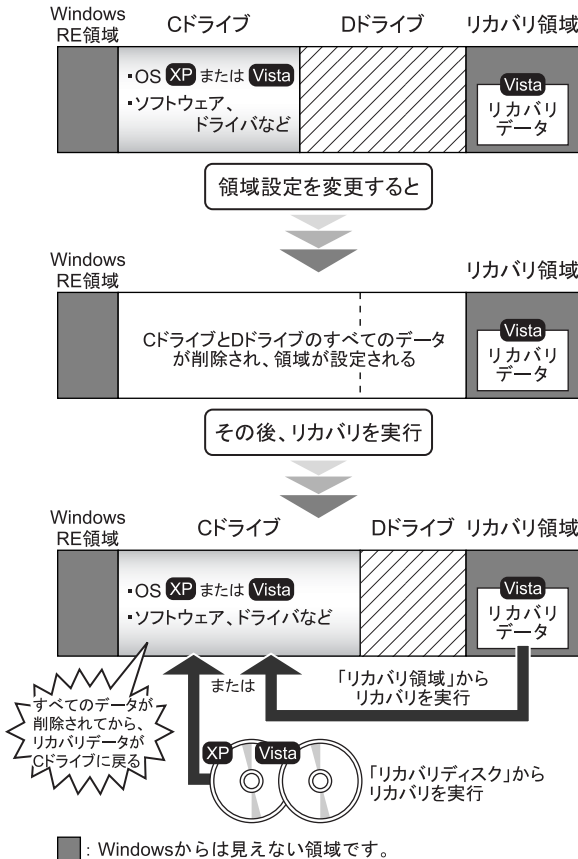 Windows
RE領域
Cドライブ
Dドライブ
リカバリ領域
・OS XP または Vista
・ソフトウェア、
ドライバなど
Vista
リカバリ
データ
領域設定を変更すると
Windows
RE領域
リカバリ領域
CドライブとDドライブのすべてのデータ
が削除され、領域が設定される
Vista
リカバリ
データ
その後、リカバリを実行
Windows
RE領域
Cドライブ
Dドライブ
リカバリ領域
・OS XP または Vista
・ソフトウェア、ドライバなど
Vista
リカバリ
データ
すべてのデータが
削除されてから、
リカバリデータが
Cドライブに戻る
または
「リカバリ領域」から
リカバリを実行
XP
Vista
「リカバリディスク」から
リカバリを実行
: Windowsからは見えない領域です。